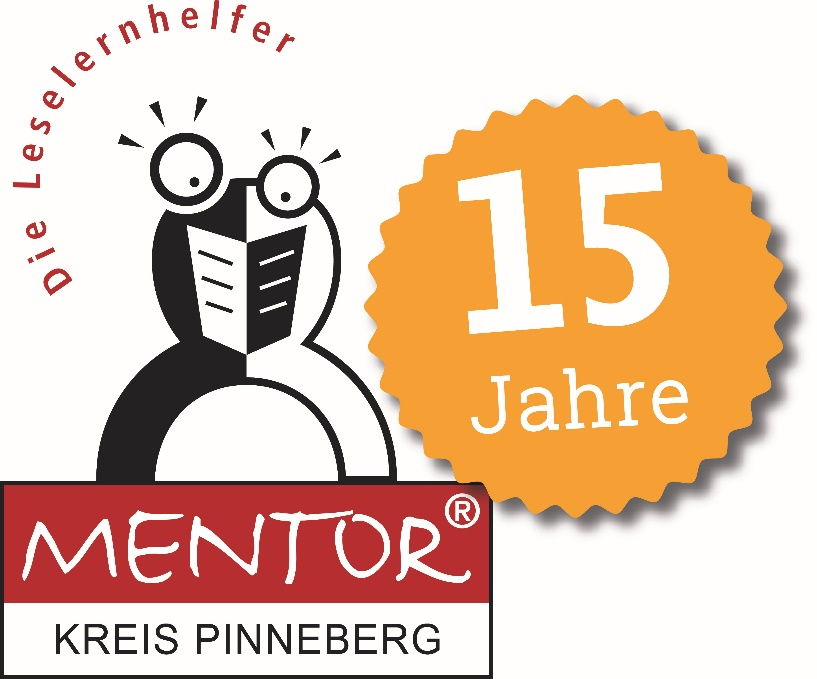 Die Leselernhelfer
15
Jahre
MENTOR®
KREIS PINNEBERG